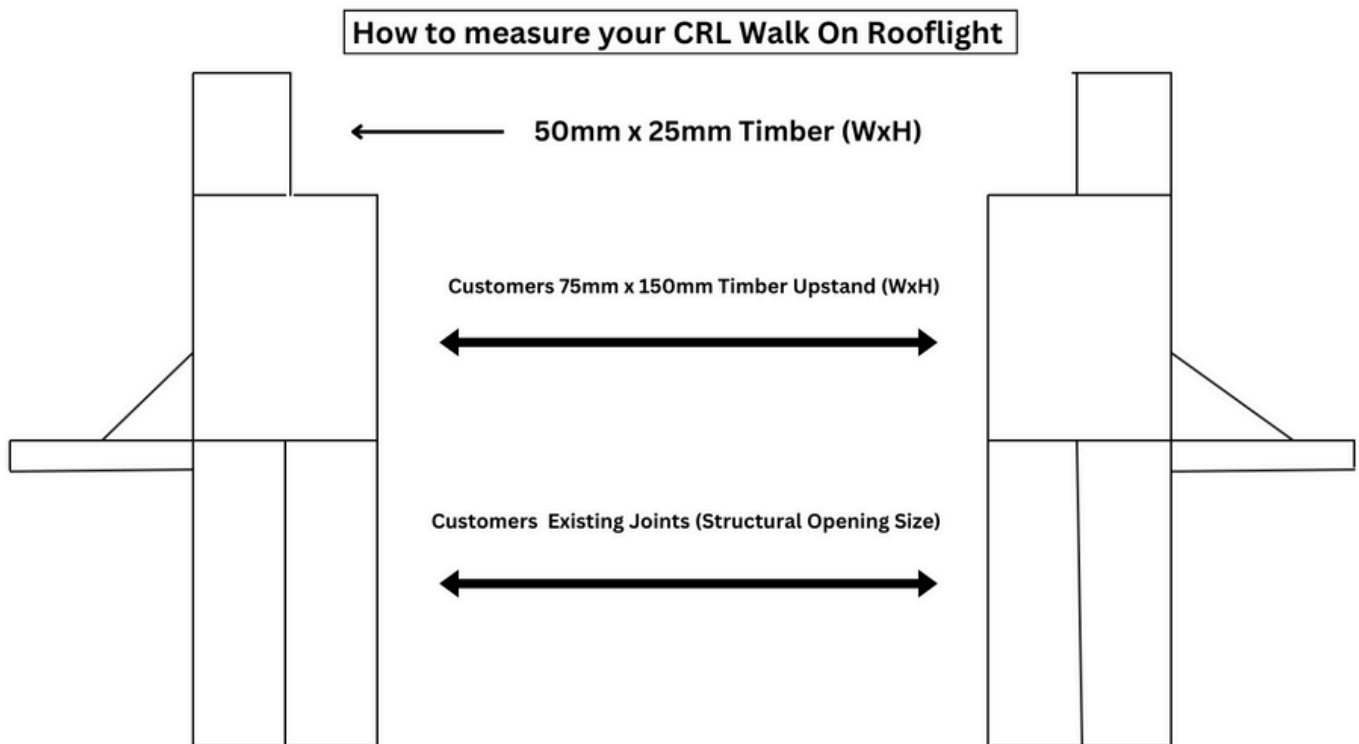 How to measure your CRL Walk On Rooflight
50mm x 25mm Timber (WxH)
Customers 75mm x 150mm Timber Upstand (WxH)
Customers Existing Joints (Structural Opening Size)